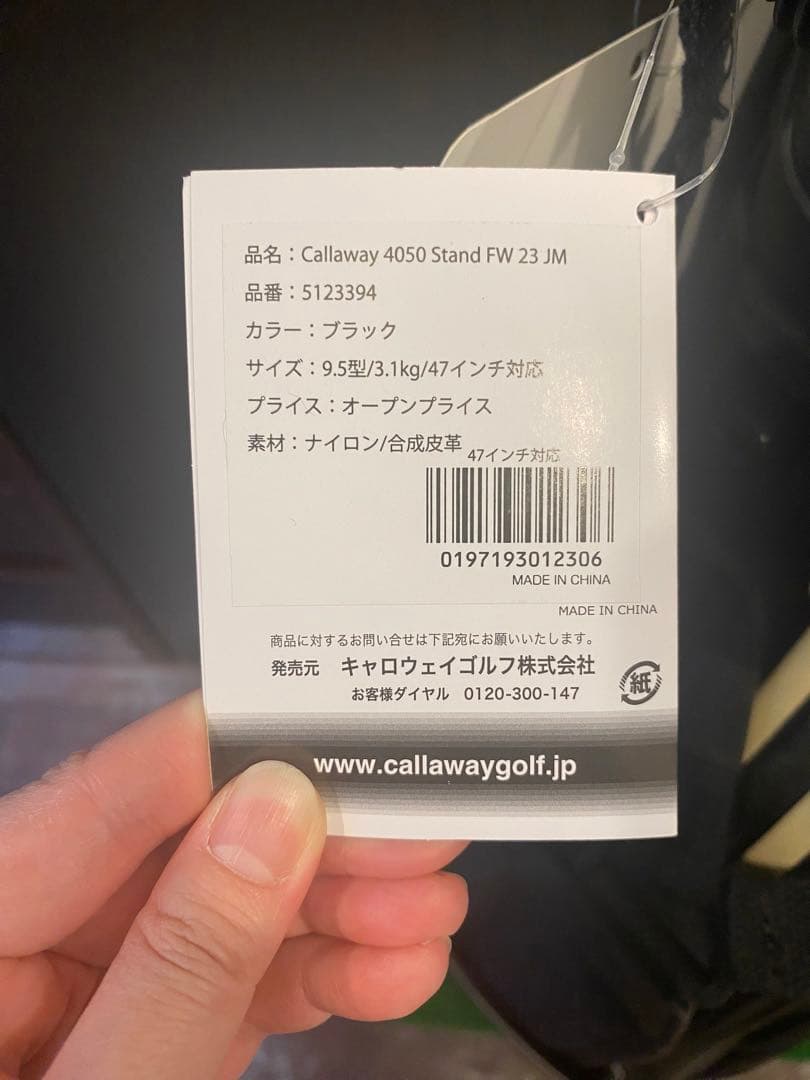 品名：Callaway 4050 Stand FW 23 JM
品番：5123394
カラー：ブラック
サイズ：9.5型/3.1kg/47インチ対応
プライス：オープンプライス
素材：ナイロン/合成皮革
47インチ対応
0197193012306
MADE IN CHINA
MADE IN CHINA
商品に対するお問い合せは下記宛にお願いいたします。
発売元　キャロウェイゴルフ株式会社
お客様ダイヤル　0120-300-147
紙
www.callawaygolf.jp